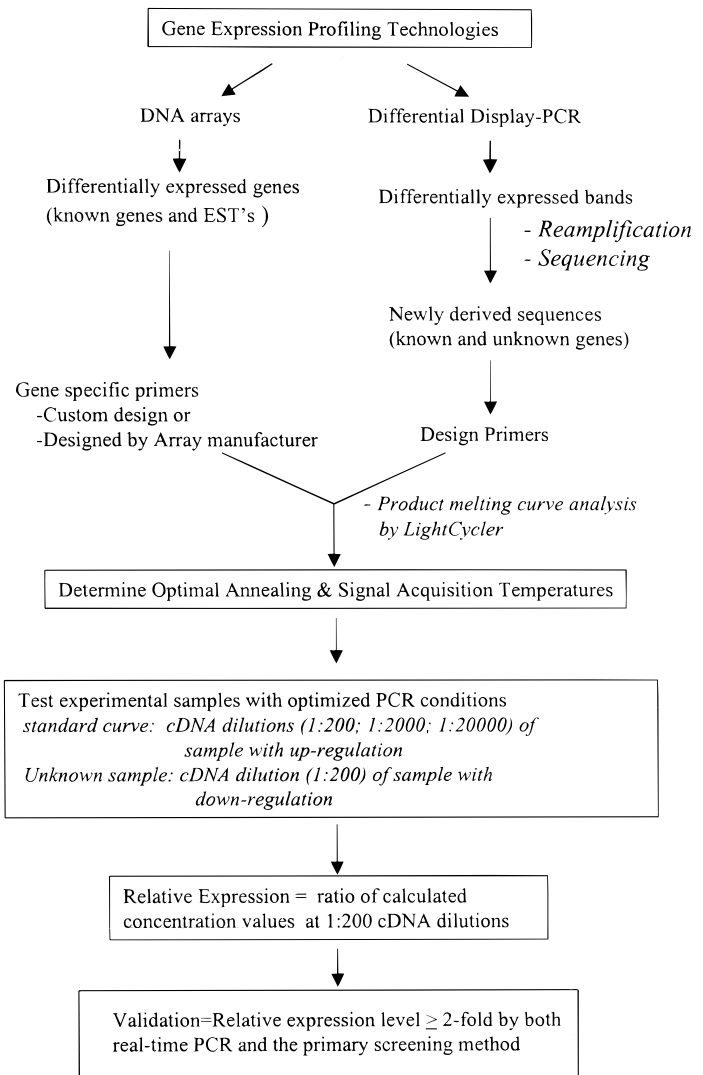 Gene Expression Profiling Technologies
DNA arrays
Differential Display-PCR
Differentially expressed genes
(known genes and EST's )
Differentially expressed bands
- Reamplification
- Sequencing
Newly derived sequences
(known and unknown genes)
Gene specific primers
-Custom design or
-Designed by Array manufacturer
Design Primers
- Product melting curve analysis
by LightCycler
Determine Optimal Annealing & Signal Acquisition Temperatures
Test experimental samples with optimized PCR conditions
standard curve: cDNA dilutions (1:200; 1:2000; 1:20000) of
sample with up-regulation
Unknown sample: cDNA dilution (1:200) of sample with
down-regulation
Relative Expression = ratio of calculated
concentration values at 1:200 cDNA dilutions
Validation=Relative expression level ≥ 2-fold by both
real-time PCR and the primary screening method